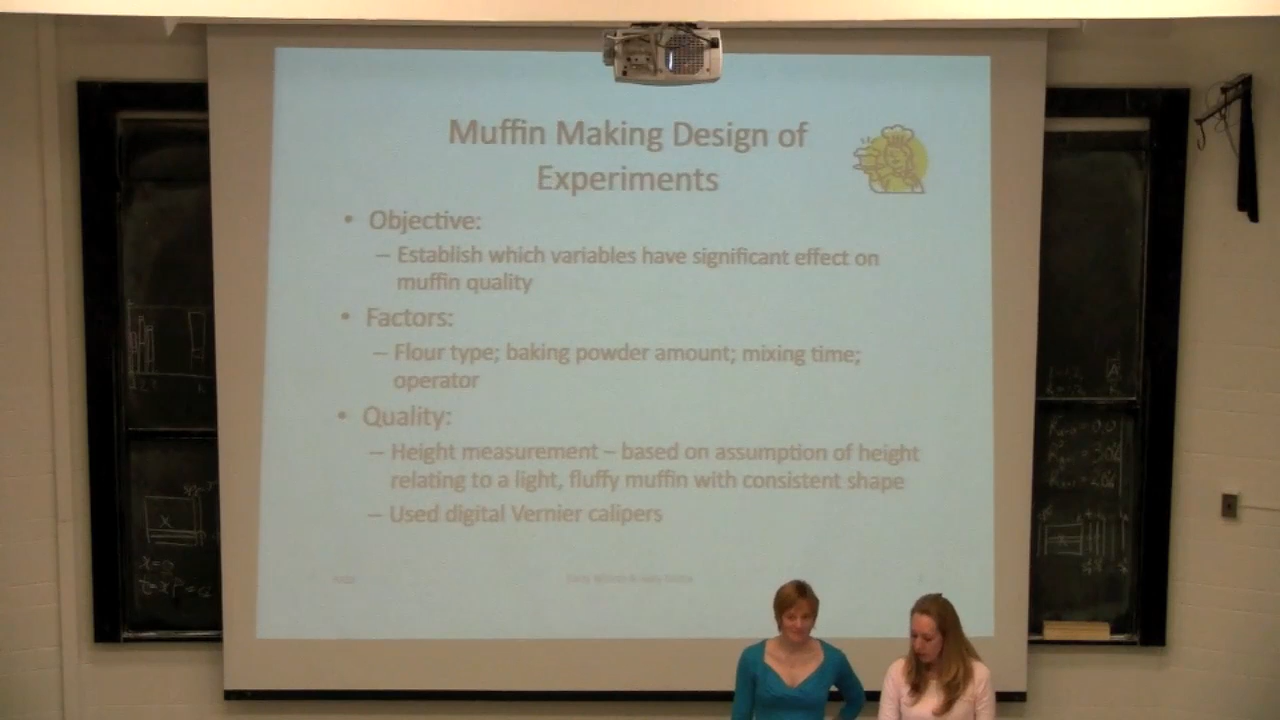 Muffin Making Design of
Experiments
• Objective:
– Establish which variables have significant effect on
muffin quality
• Factors:
– Flour type; baking powder amount; mixing time;
operator
• Quality:
– Height measurement – based on assumption of height
relating to a light, fluffy muffin with consistent shape
– Used digital Vernier calipers